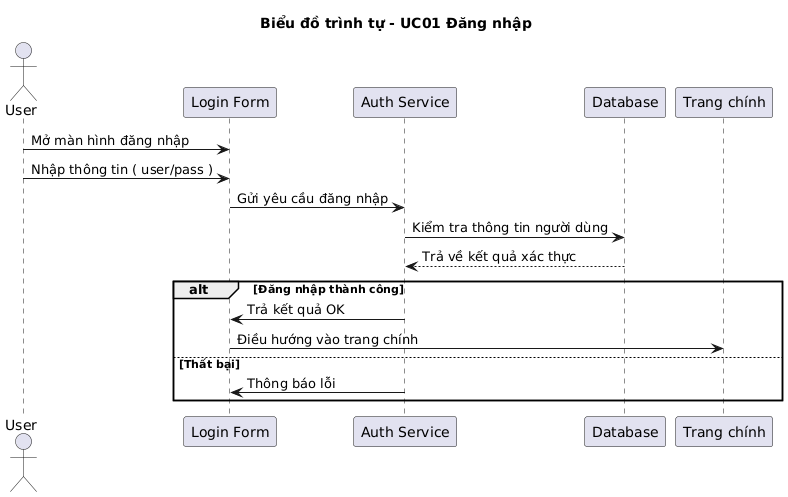 Biểu đồ trình tự - UC01 Đăng nhập
User
Login Form
Auth Service
Database
Trang chính
Mở màn hình đăng nhập
Nhập thông tin ( user/pass )
Gửi yêu cầu đăng nhập
Kiểm tra thông tin người dùng
Trả về kết quả xác thực
alt
[Đăng nhập thành công]
Trả kết quả OK
Điều hướng vào trang chính
[Thất bại]
Thông báo lỗi
User
Login Form
Auth Service
Database
Trang chính